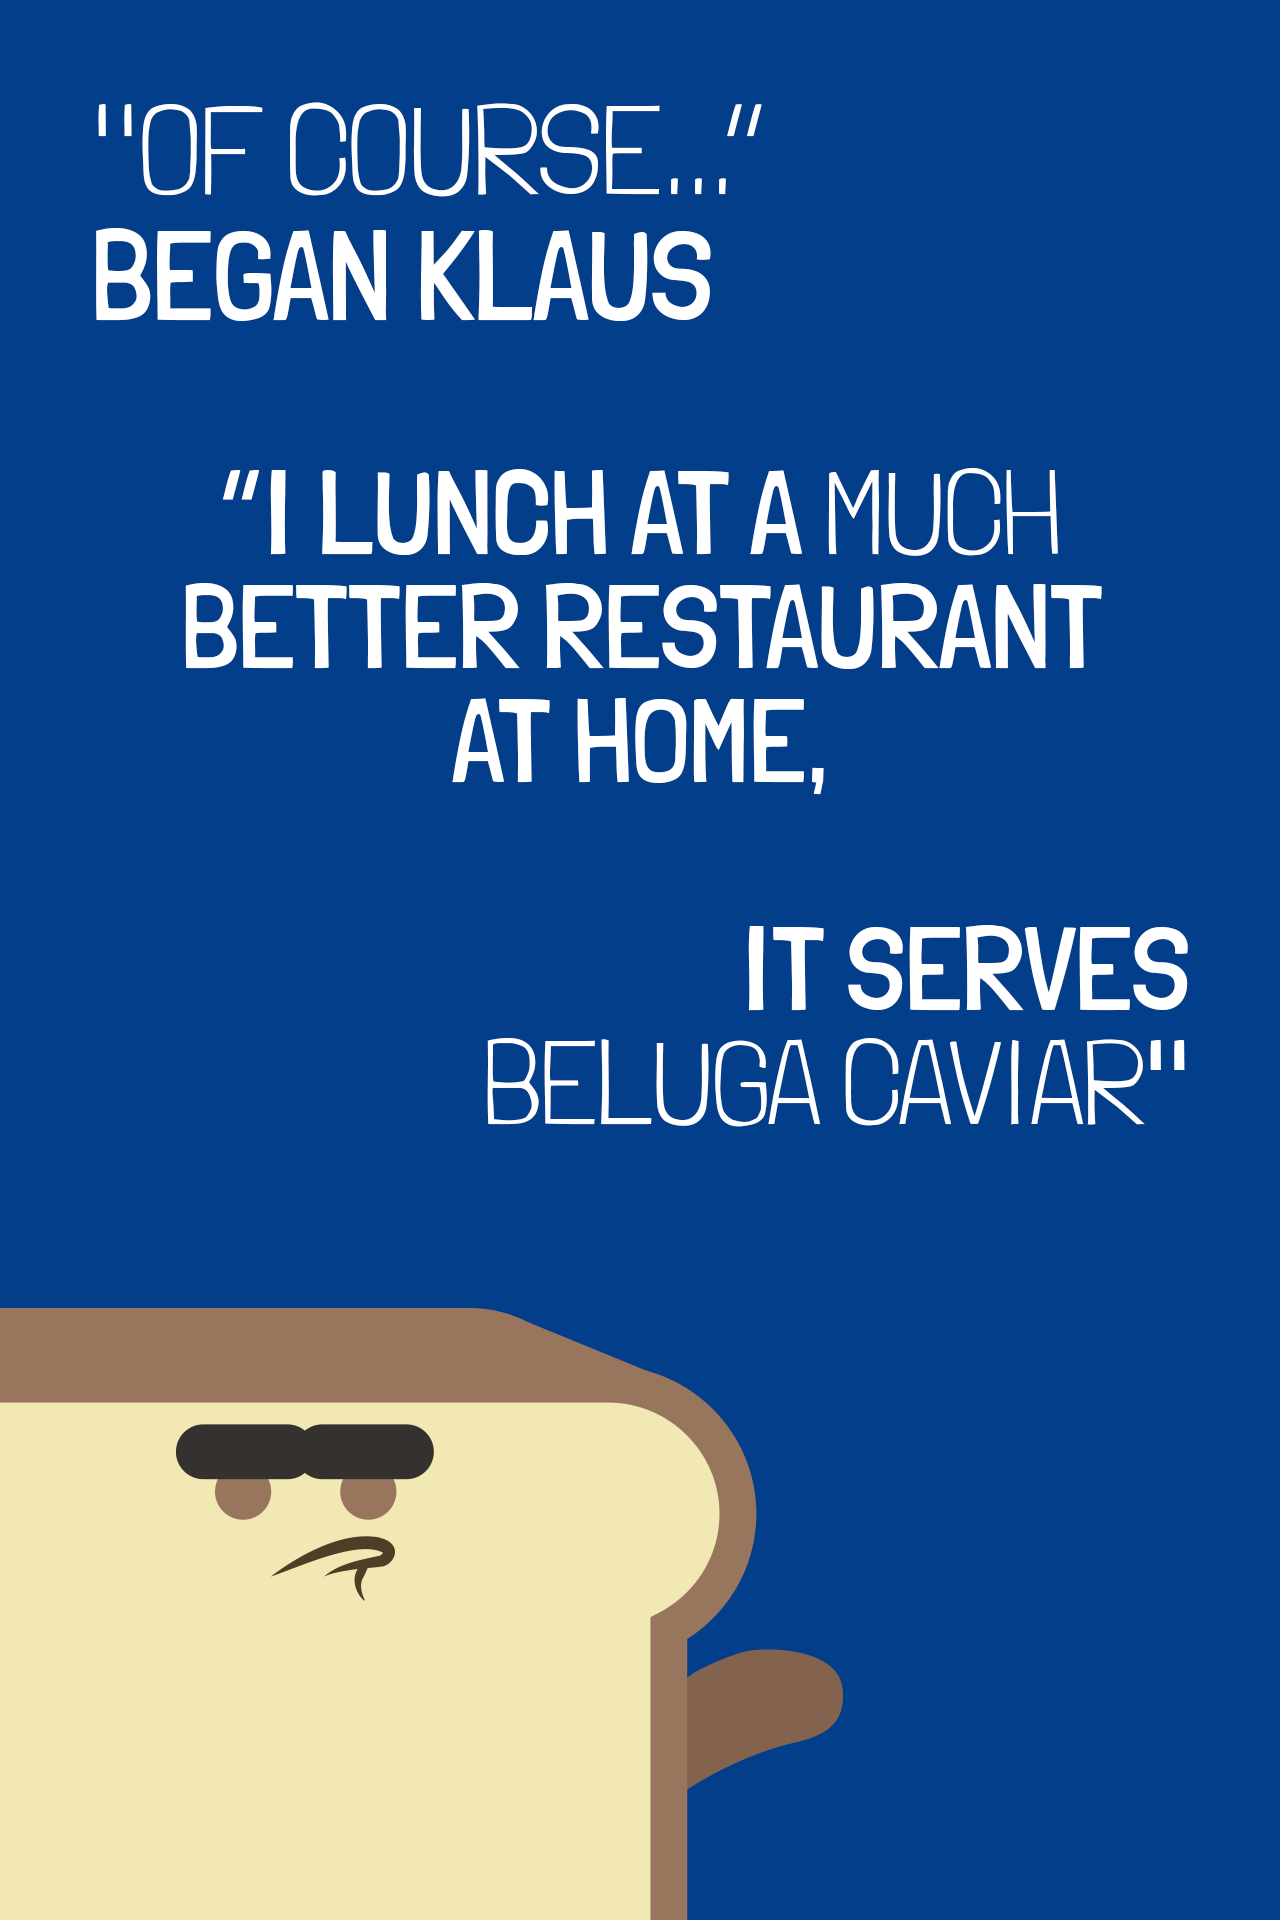 "OF COURSE..."
BEGAN KLAUS
"I LUNCH AT A MUCH
BETTER RESTAURANT
AT HOME,
IT SERVES
BELUGA CAVIAR"